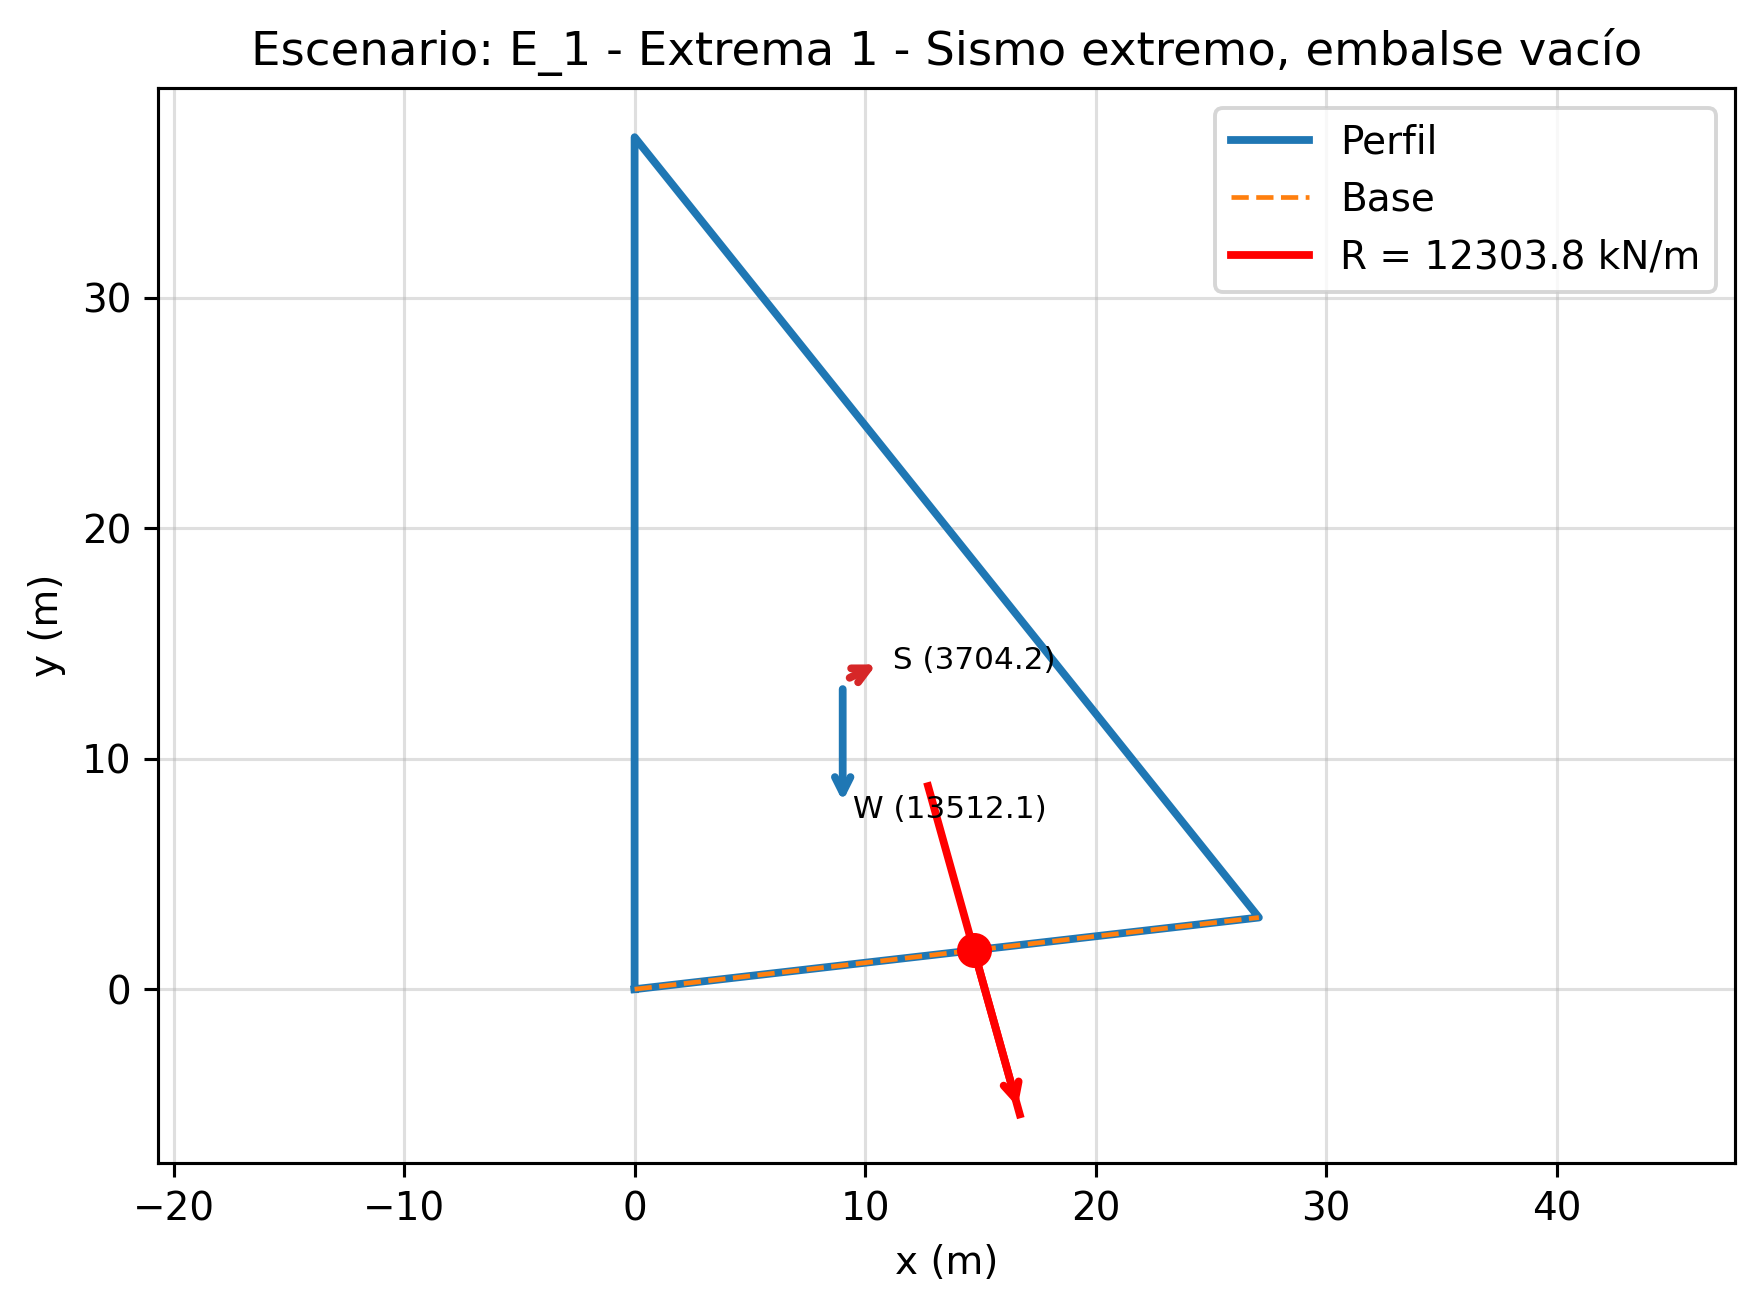 Escenario: E_1 - Extrema 1 - Sismo extremo, embalse vacío
Perfil
Base
R = 12303.8 kN/m
30
20
10
0
y (m)
S (3704.2)
W (13512.1)
−20
−10
0
10
20
30
40
x (m)